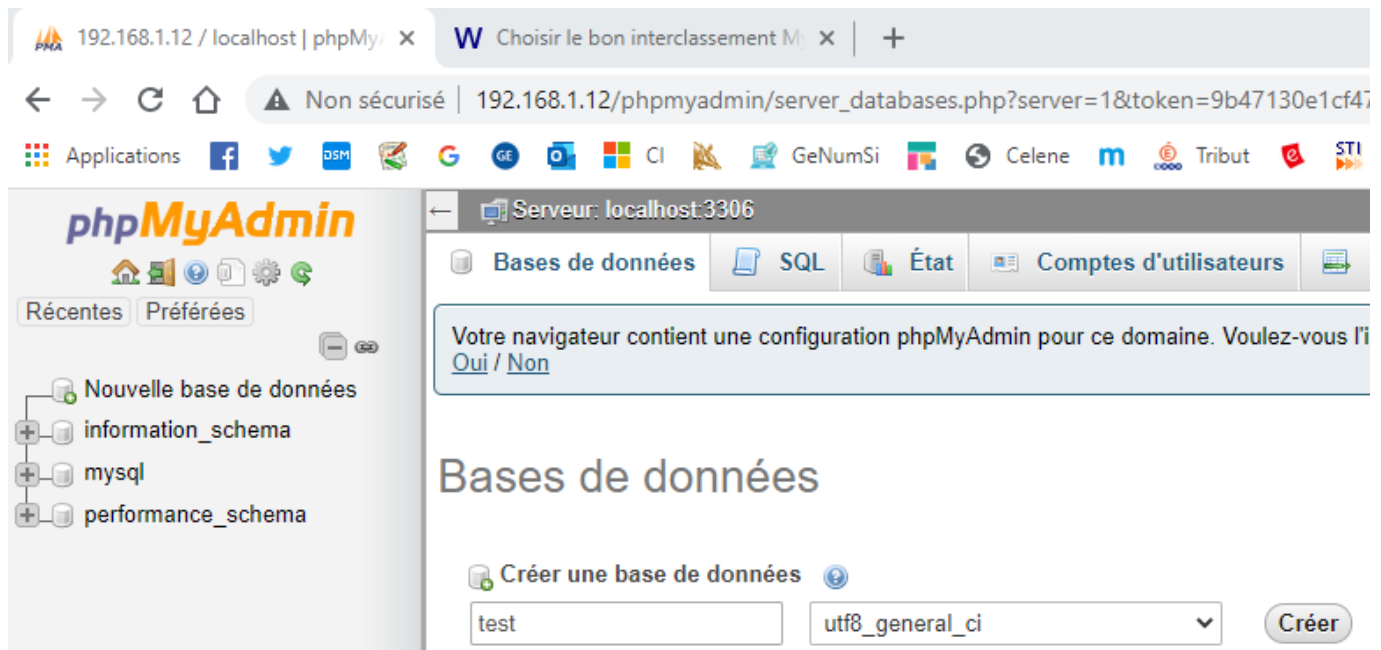 PMA 192.168.1.12 / localhost | phpMy
W Choisir le bon interclassement M
Non sécurisé | 192.168.1.12/phpmyadmin/server_databases.php?server=1&token=9b47130e1cf47
Applications DSM G GE CI GeNumSi Celene m Tribut STI
phpMyAdmin
Serveur: localhost:3306
Bases de données SQL État Comptes d'utilisateurs
Récentes Préférées
Votre navigateur contient une configuration phpMyAdmin pour ce domaine. Voulez-vous l'i
Oui / Non
Nouvelle base de données
information_schema
mysql
performance_schema
Bases de données
Créer une base de données
test utf8_general_ci Créer